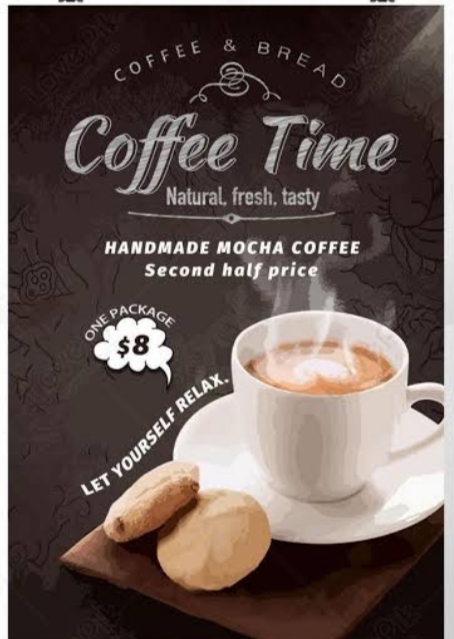 COFFEE & BREAD
Coffee Time
Natural, fresh, tasty
HANDMADE MOCHA COFFEE
Second half price
ONE PACKAGE
$8
LET YOURSELF RELAX.